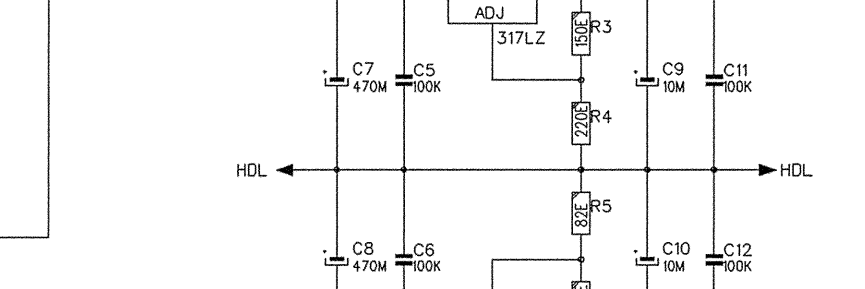 ADJ
317LZ
150E
R3
C7
470M
C5
100K
C9
10M
C11
100K
220E
R4
HDL
HDL
82E
R5
C8
470M
C6
100K
C10
10M
C12
100K